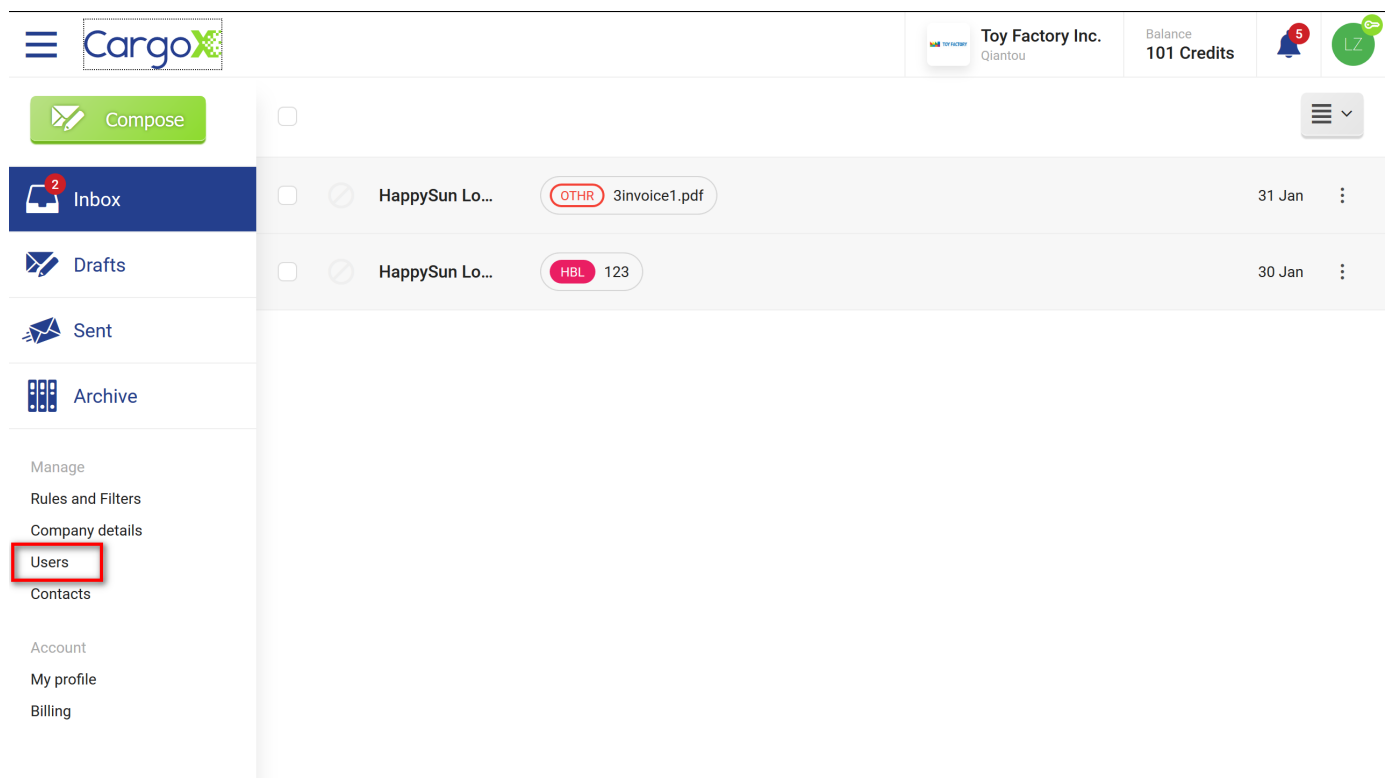 CargoX
TOY FACTORY
Toy Factory Inc.
Qiantou
Balance
101 Credits
5
LZ
Compose
2
Inbox
HappySun Lo... OTHR 3invoice1.pdf 31 Jan
Drafts
HappySun Lo... HBL 123 30 Jan
Sent
Archive
Manage
Rules and Filters
Company details
Users
Contacts
Account
My profile
Billing